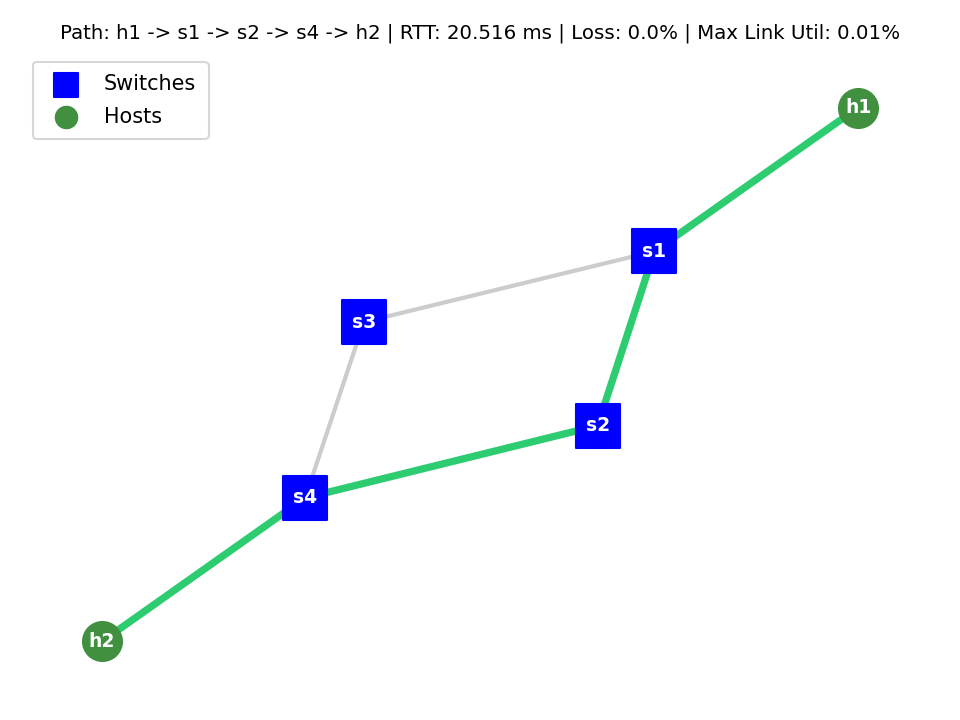 Path: h1 -> s1 -> s2 -> s4 -> h2 | RTT: 20.516 ms | Loss: 0.0% | Max Link Util: 0.01%
Switches
Hosts
h1
s1
s3
s2
s4
h2